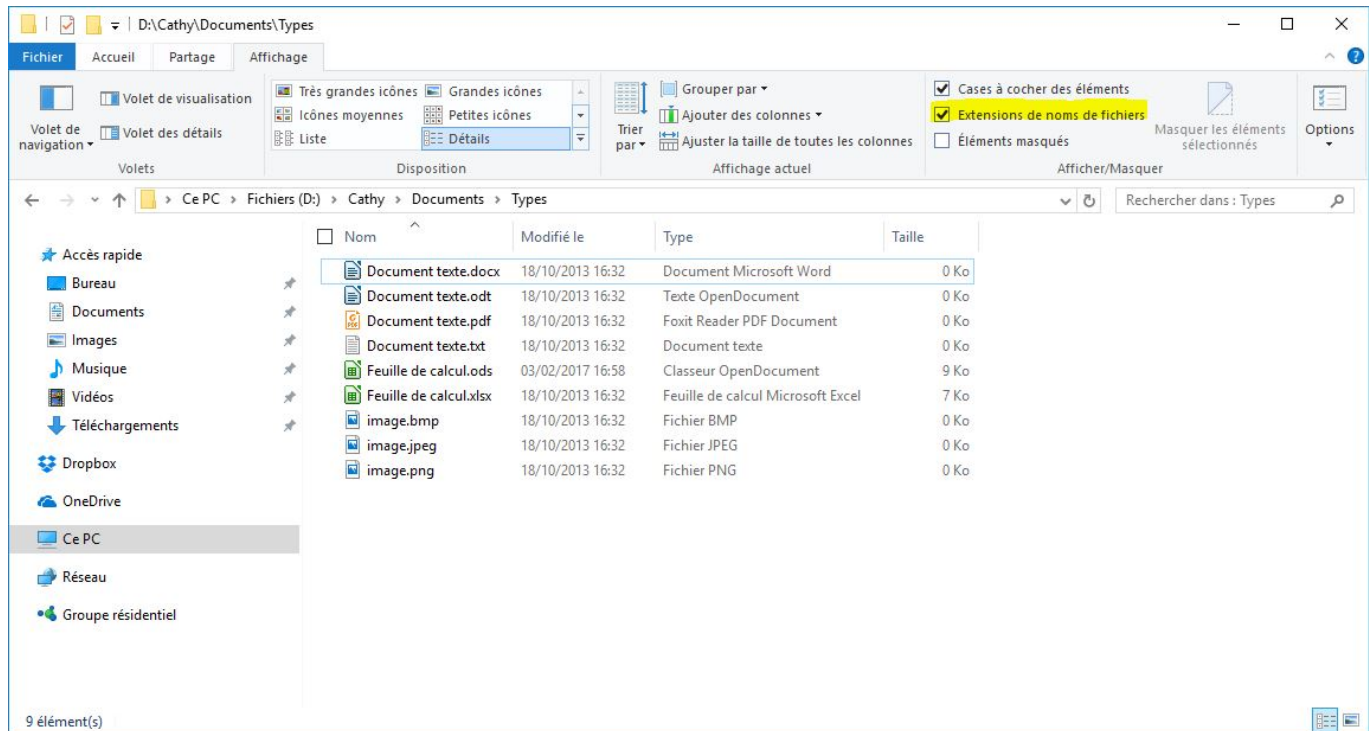 D:\Cathy\Documents\Types
Fichier Accueil Partage Affichage
Volet de navigation
Volet de visualisation
Volet des détails
Volets
Très grandes icônes Grandes icônes
Icônes moyennes Petites icônes
Liste Détails
Disposition
Trier par
Grouper par
Ajouter des colonnes
Ajuster la taille de toutes les colonnes
Affichage actuel
Cases à cocher des éléments
Extensions de noms de fichiers
Éléments masqués
Masquer les éléments
sélectionnés
Afficher/Masquer
Options
Ce PC Fichiers (D:) Cathy Documents Types
Rechercher dans : Types
Accès rapide
Bureau
Documents
Images
Musique
Vidéos
Téléchargements
Dropbox
OneDrive
Ce PC
Réseau
Groupe résidentiel
Nom Modifié le Type Taille
Document texte.docx 18/10/2013 16:32 Document Microsoft Word 0 Ko
Document texte.odt 18/10/2013 16:32 Texte OpenDocument 0 Ko
Document texte.pdf 18/10/2013 16:32 Foxit Reader PDF Document 0 Ko
Document texte.txt 18/10/2013 16:32 Document texte 0 Ko
Feuille de calcul.ods 03/02/2017 16:58 Classeur OpenDocument 9 Ko
Feuille de calcul.xlsx 18/10/2013 16:32 Feuille de calcul Microsoft Excel 7 Ko
image.bmp 18/10/2013 16:32 Fichier BMP 0 Ko
image.jpeg 18/10/2013 16:32 Fichier JPEG 0 Ko
image.png 18/10/2013 16:32 Fichier PNG 0 Ko
9 élément(s)